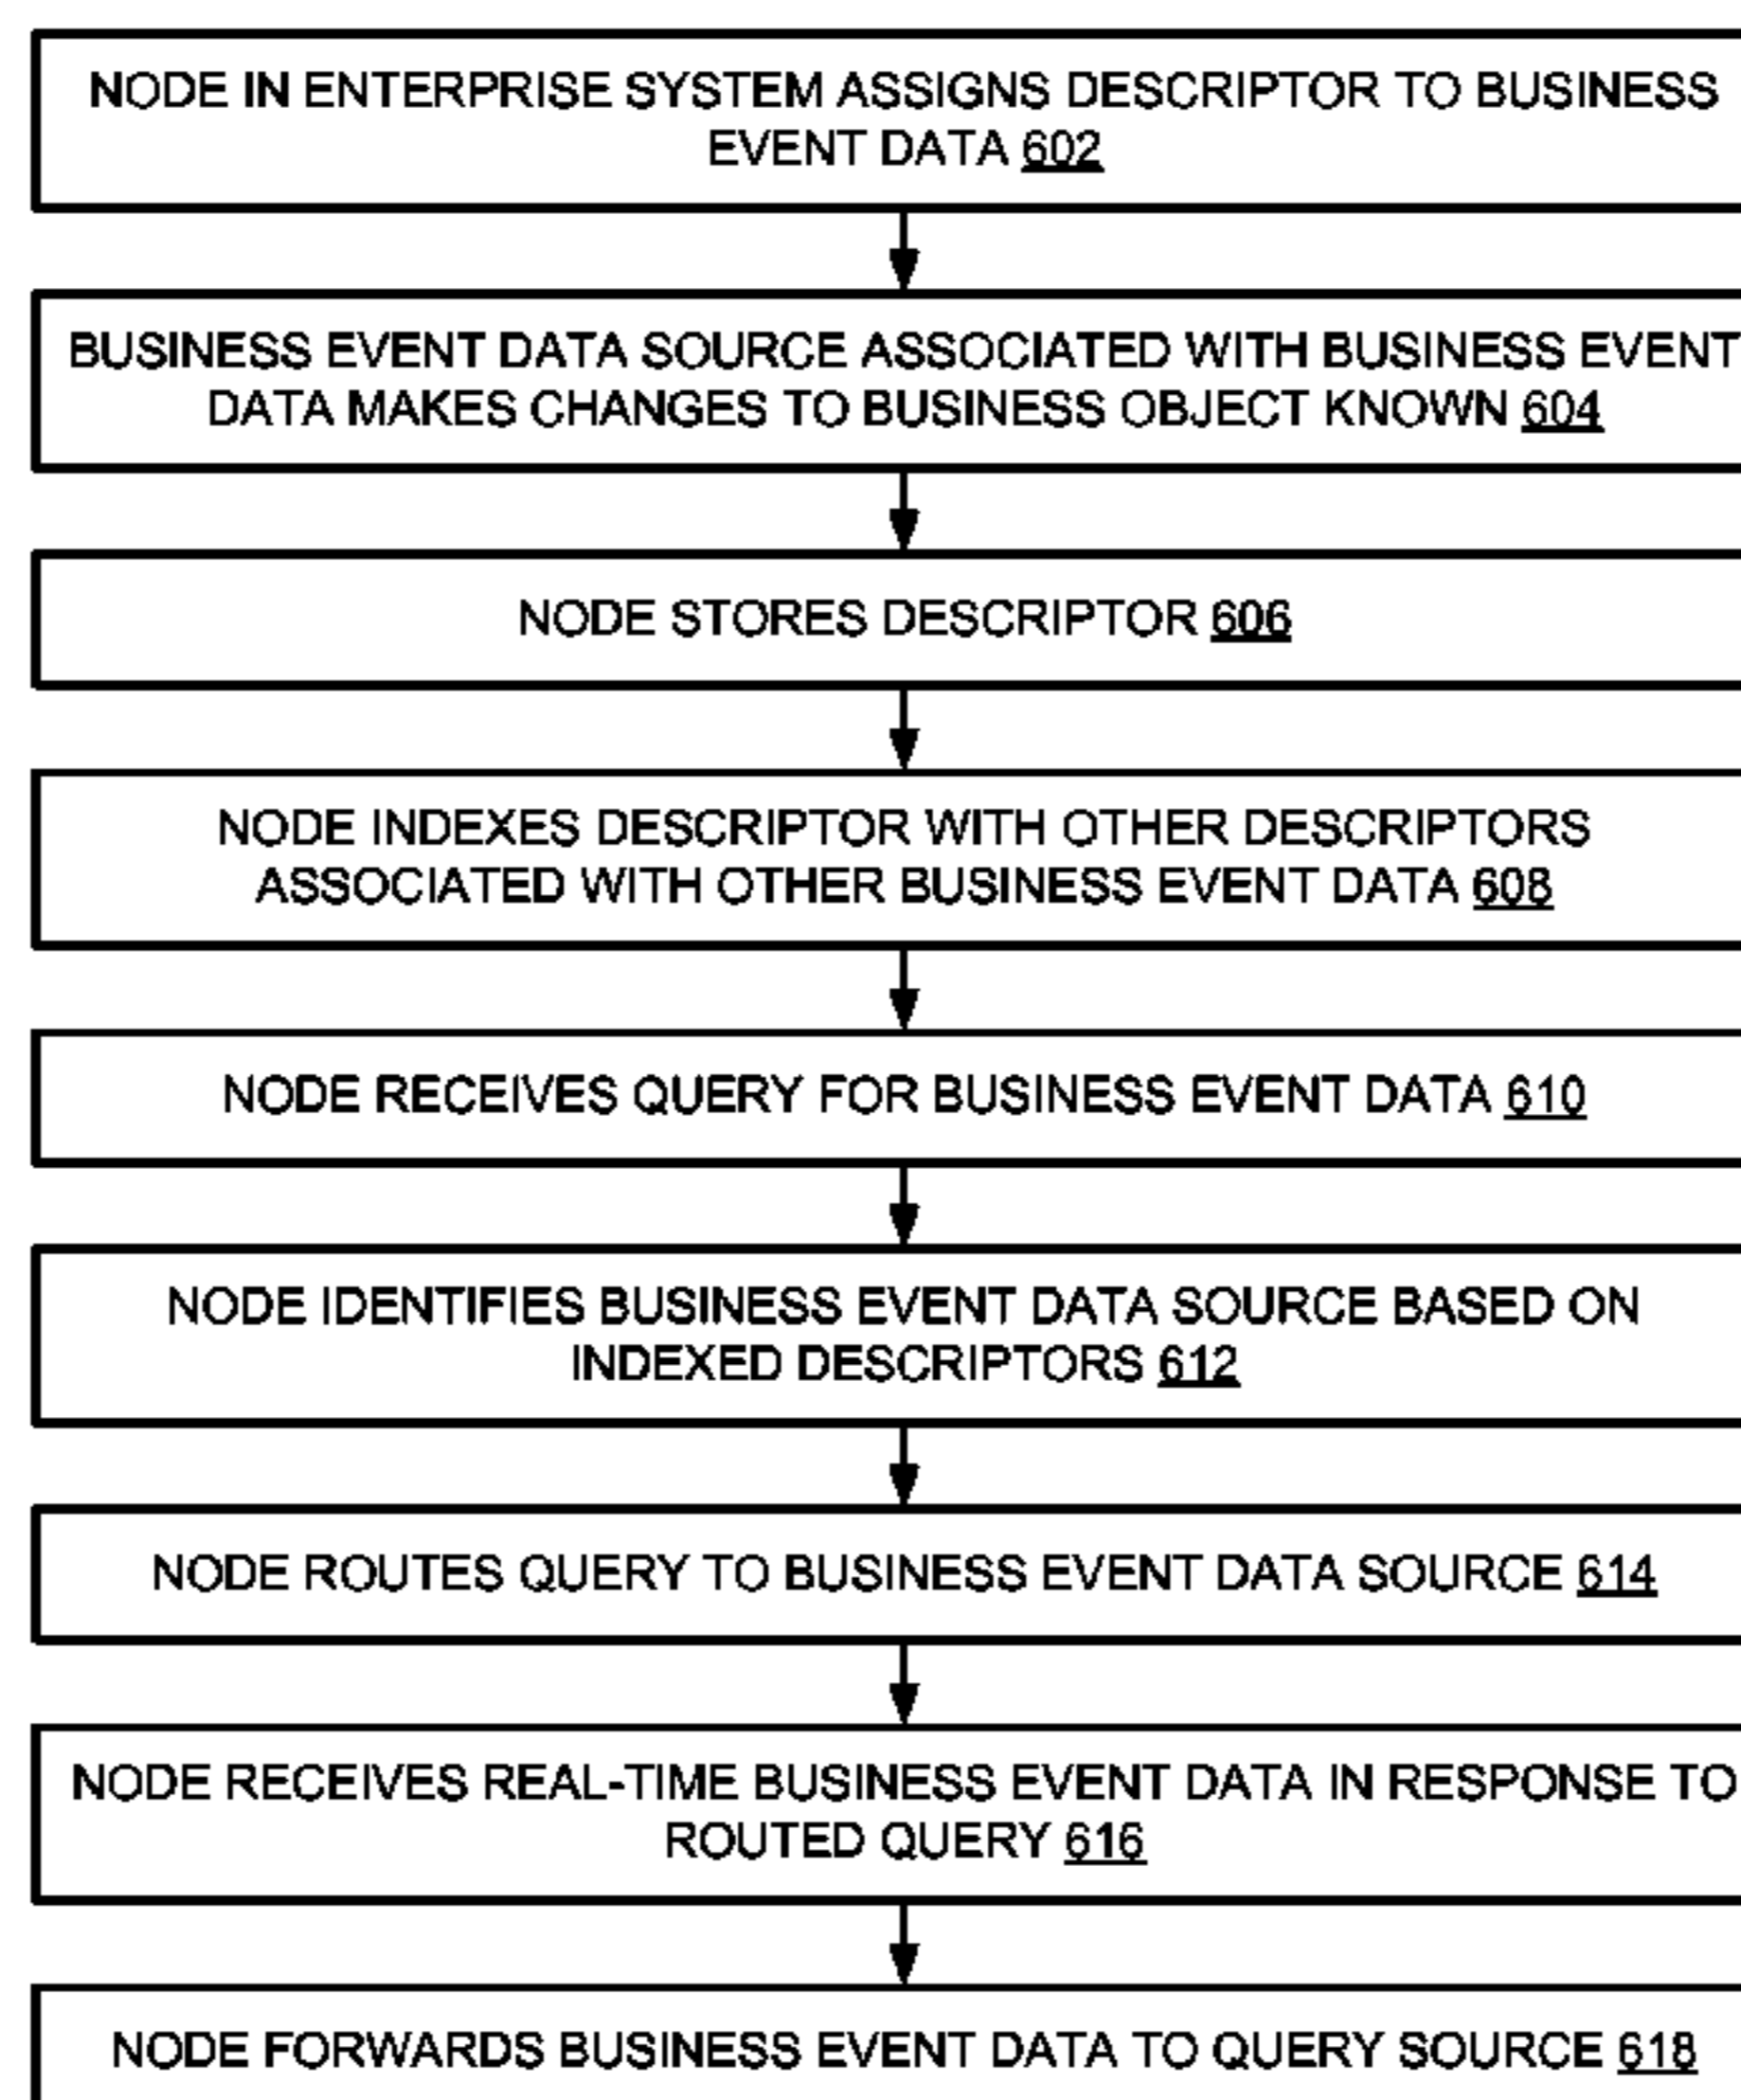 NODE IN ENTERPRISE SYSTEM ASSIGNS DESCRIPTOR TO BUSINESS
EVENT DATA 602
BUSINESS EVENT DATA SOURCE ASSOCIATED WITH BUSINESS EVENT
DATA MAKES CHANGES TO BUSINESS OBJECT KNOWN 604
NODE STORES DESCRIPTOR 606
NODE INDEXES DESCRIPTOR WITH OTHER DESCRIPTORS
ASSOCIATED WITH OTHER BUSINESS EVENT DATA 608
NODE RECEIVES QUERY FOR BUSINESS EVENT DATA 610
NODE IDENTIFIES BUSINESS EVENT DATA SOURCE BASED ON
INDEXED DESCRIPTORS 612
NODE ROUTES QUERY TO BUSINESS EVENT DATA SOURCE 614
NODE RECEIVES REAL-TIME BUSINESS EVENT DATA IN RESPONSE TO
ROUTED QUERY 616
NODE FORWARDS BUSINESS EVENT DATA TO QUERY SOURCE 618